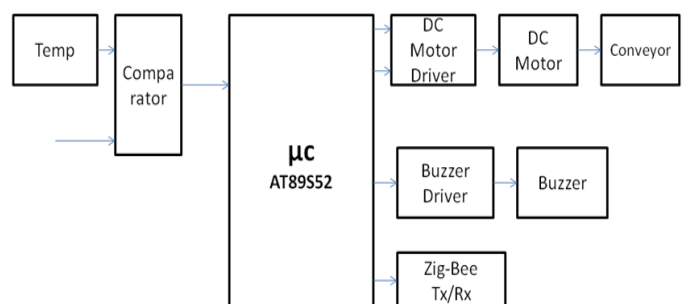 Temp
Compa
rator
μc
AT89S52
DC
Motor
Driver
DC
Motor
Conveyor
Buzzer
Driver
Buzzer
Zig-Bee
Tx/Rx